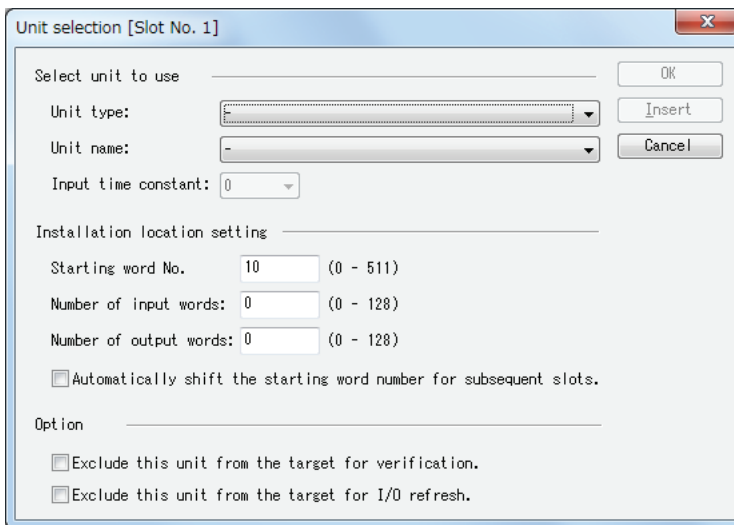 Unit selection [Slot No. 1]
Select unit to use
OK
Unit type: -
Insert
Unit name: -
Cancel
Input time constant: 0
Installation location setting
Starting word No. 10 (0 - 511)
Number of input words: 0 (0 - 128)
Number of output words: 0 (0 - 128)
Automatically shift the starting word number for subsequent slots.
Option
Exclude this unit from the target for verification.
Exclude this unit from the target for I/O refresh.